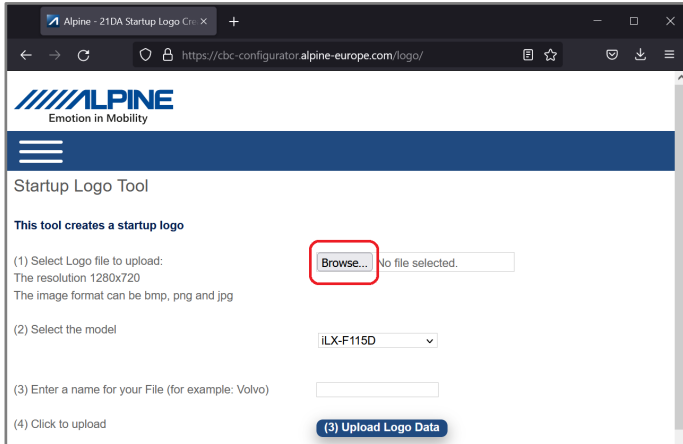 Alpine - 21DA Startup Logo Cre
https://cbc-configurator.alpine-europe.com/logo/
ALPINE
Emotion in Mobility
Startup Logo Tool
This tool creates a startup logo
(1) Select Logo file to upload:
Browse... No file selected.
The resolution 1280x720
The image format can be bmp, png and jpg
(2) Select the model
iLX-F115D
(3) Enter a name for your File (for example: Volvo)
(4) Click to upload
(3) Upload Logo Data